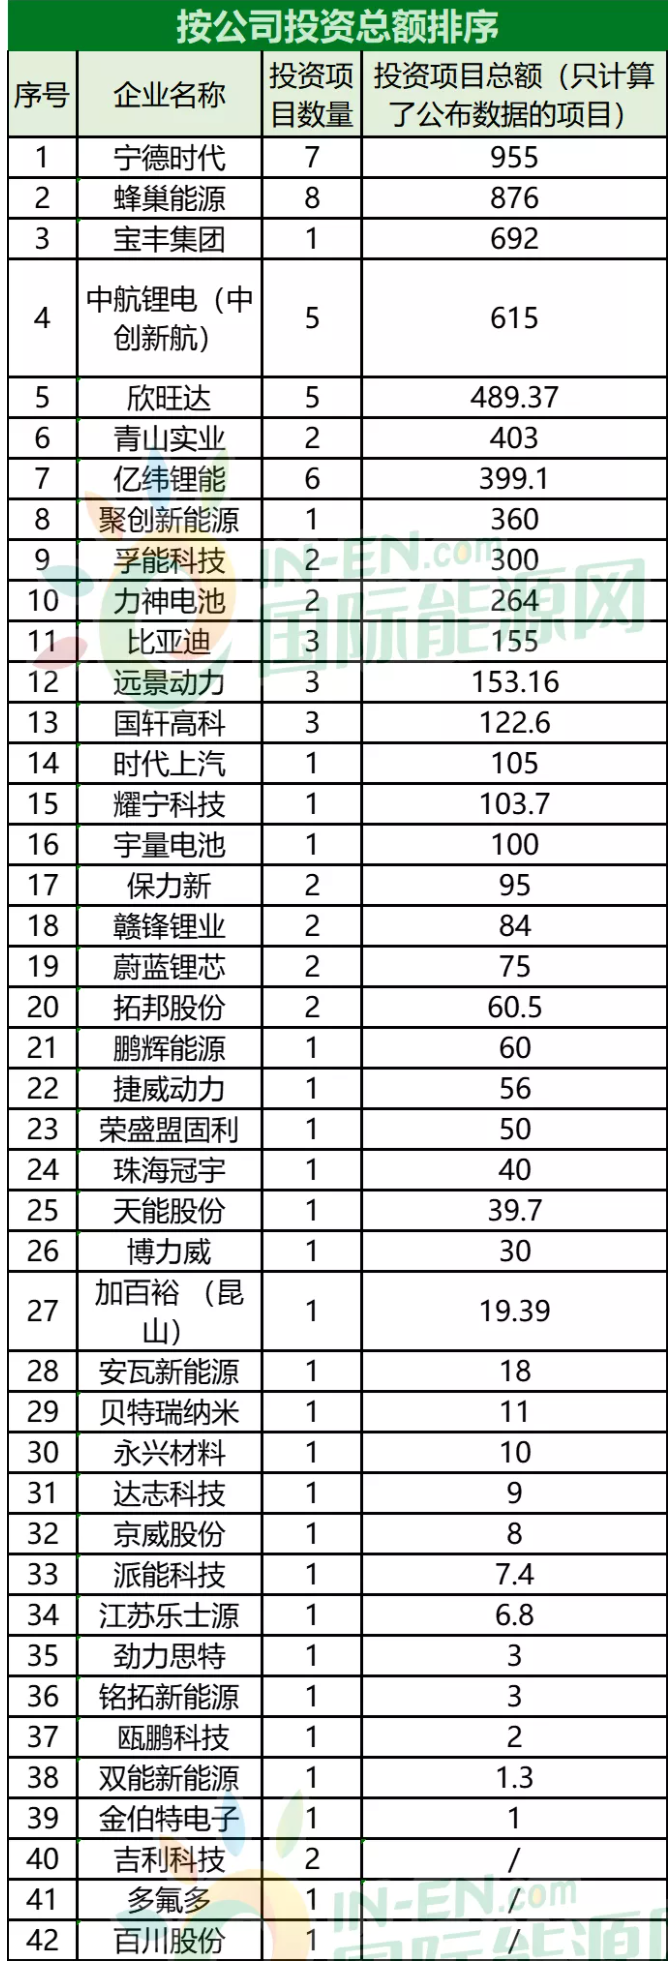 按公司投资总额排序
序号 企业名称 投资项目数量 投资项目总额（只计算了公布数据的项目）
1 宁德时代 7 955
2 蜂巢能源 8 876
3 宝丰集团 1 692
4 中航锂电（中创新航） 5 615
5 欣旺达 5 489.37
6 青山实业 2 403
7 亿纬锂能 6 399.1
8 聚创新能源 1 360
9 孚能科技 2 300
10 力神电池 2 264
11 比亚迪 3 155
12 远景动力 3 153.16
13 国轩高科 3 122.6
14 时代上汽 1 105
15 耀宁科技 1 103.7
16 宇量电池 1 100
17 保力新 2 95
18 赣锋锂业 2 84
19 蔚蓝锂芯 2 75
20 拓邦股份 2 60.5
21 鹏辉能源 1 60
22 捷威动力 1 56
23 荣盛盟固利 1 50
24 珠海冠宇 1 40
25 天能股份 1 39.7
26 博力威 1 30
27 加百裕 （昆山） 1 19.39
28 安瓦新能源 1 18
29 贝特瑞纳米 1 11
30 永兴材料 1 10
31 达志科技 1 9
32 京威股份 1 8
33 派能科技 1 7.4
34 江苏乐士源 1 6.8
35 劲力思特 1 3
36 铭拓新能源 1 3
37 瓯鹏科技 1 2
38 双能新能源 1 1.3
39 金伯特电子 1 1
40 吉利科技 2 /
41 多氟多 1 /
42 百川股份 1 /
IN-EN.com
国际能源网
IN-EN.com
国际能源网